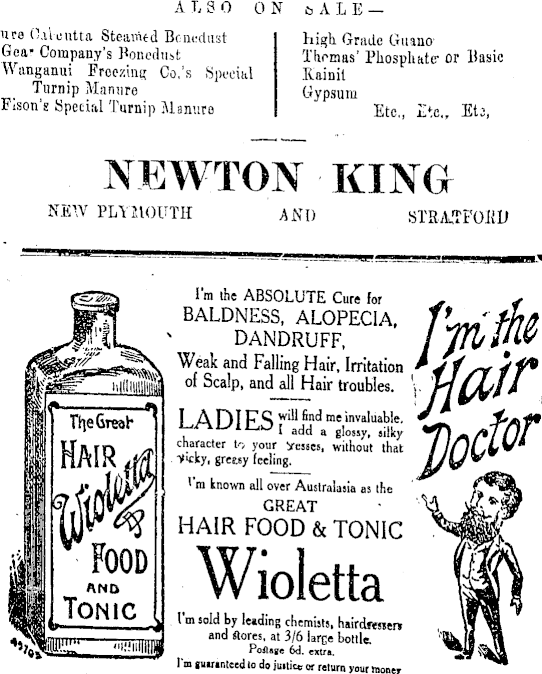 ALSO ON SALE—
Calcutta Steamed Bonedust
Gear Company's Bonedust
Wanganui Freezing Co.'s Special
Turnip Manure
Fison's Special Turnip Manure
High Grade Guano
Thomas' Phosphate or Basic
Kainit
Gypsum
Etc., Etc., Etc,
NEWTON KING
NEW PLYMOUTH AND STRATFORD
The Great
HAIR
Wioletta
FOOD
AND
TONIC
I'm the ABSOLUTE Cure for
BALDNESS, ALOPECIA,
DANDRUFF,
Weak and Falling Hair, Irritation
of Scalp, and all Hair troubles.
LADIES will find me invaluable.
I add a glossy, silky
character to your tresses, without that
sticky, greasy feeling.
I'm known all over Australasia as the
GREAT
HAIR FOOD & TONIC
Wioletta
I'm sold by leading chemists, hairdressers
and stores, at 3/6 large bottle.
Postage 6d. extra.
I'm guaranteed to do justice or return your money
I'm the
Hair
Doctor